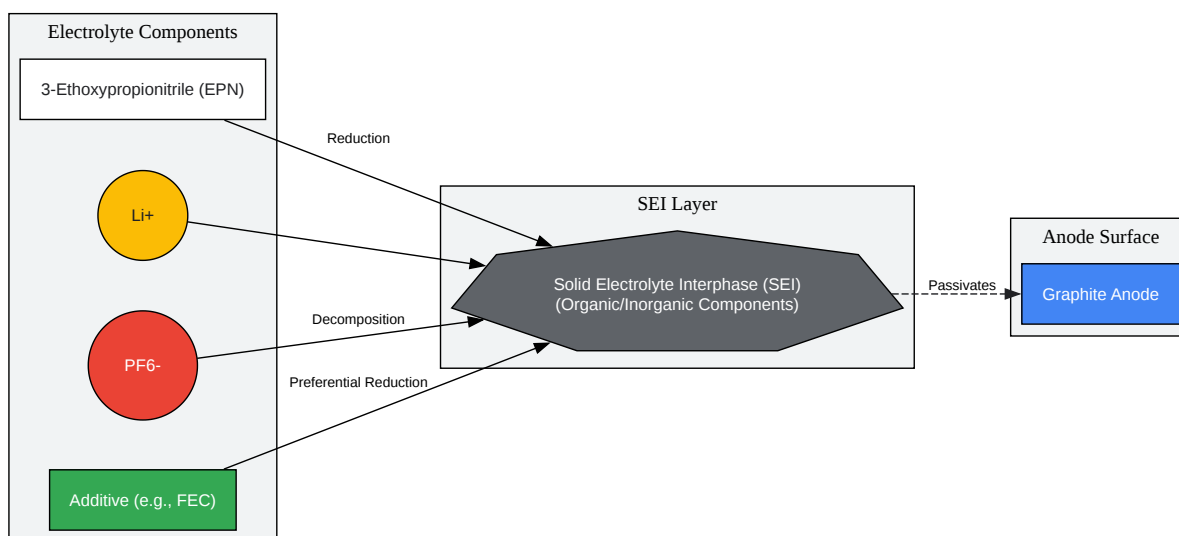 Electrolyte Components
3-Ethoxypropionitrile (EPN)
Reduction
Li+
SEI Layer
Solid Electrolyte Interphase (SEI)
(Organic/Inorganic Components)
Anode Surface
Passivates
Graphite Anode
Decomposition
PF6-
Preferential Reduction
Additive (e.g., FEC)